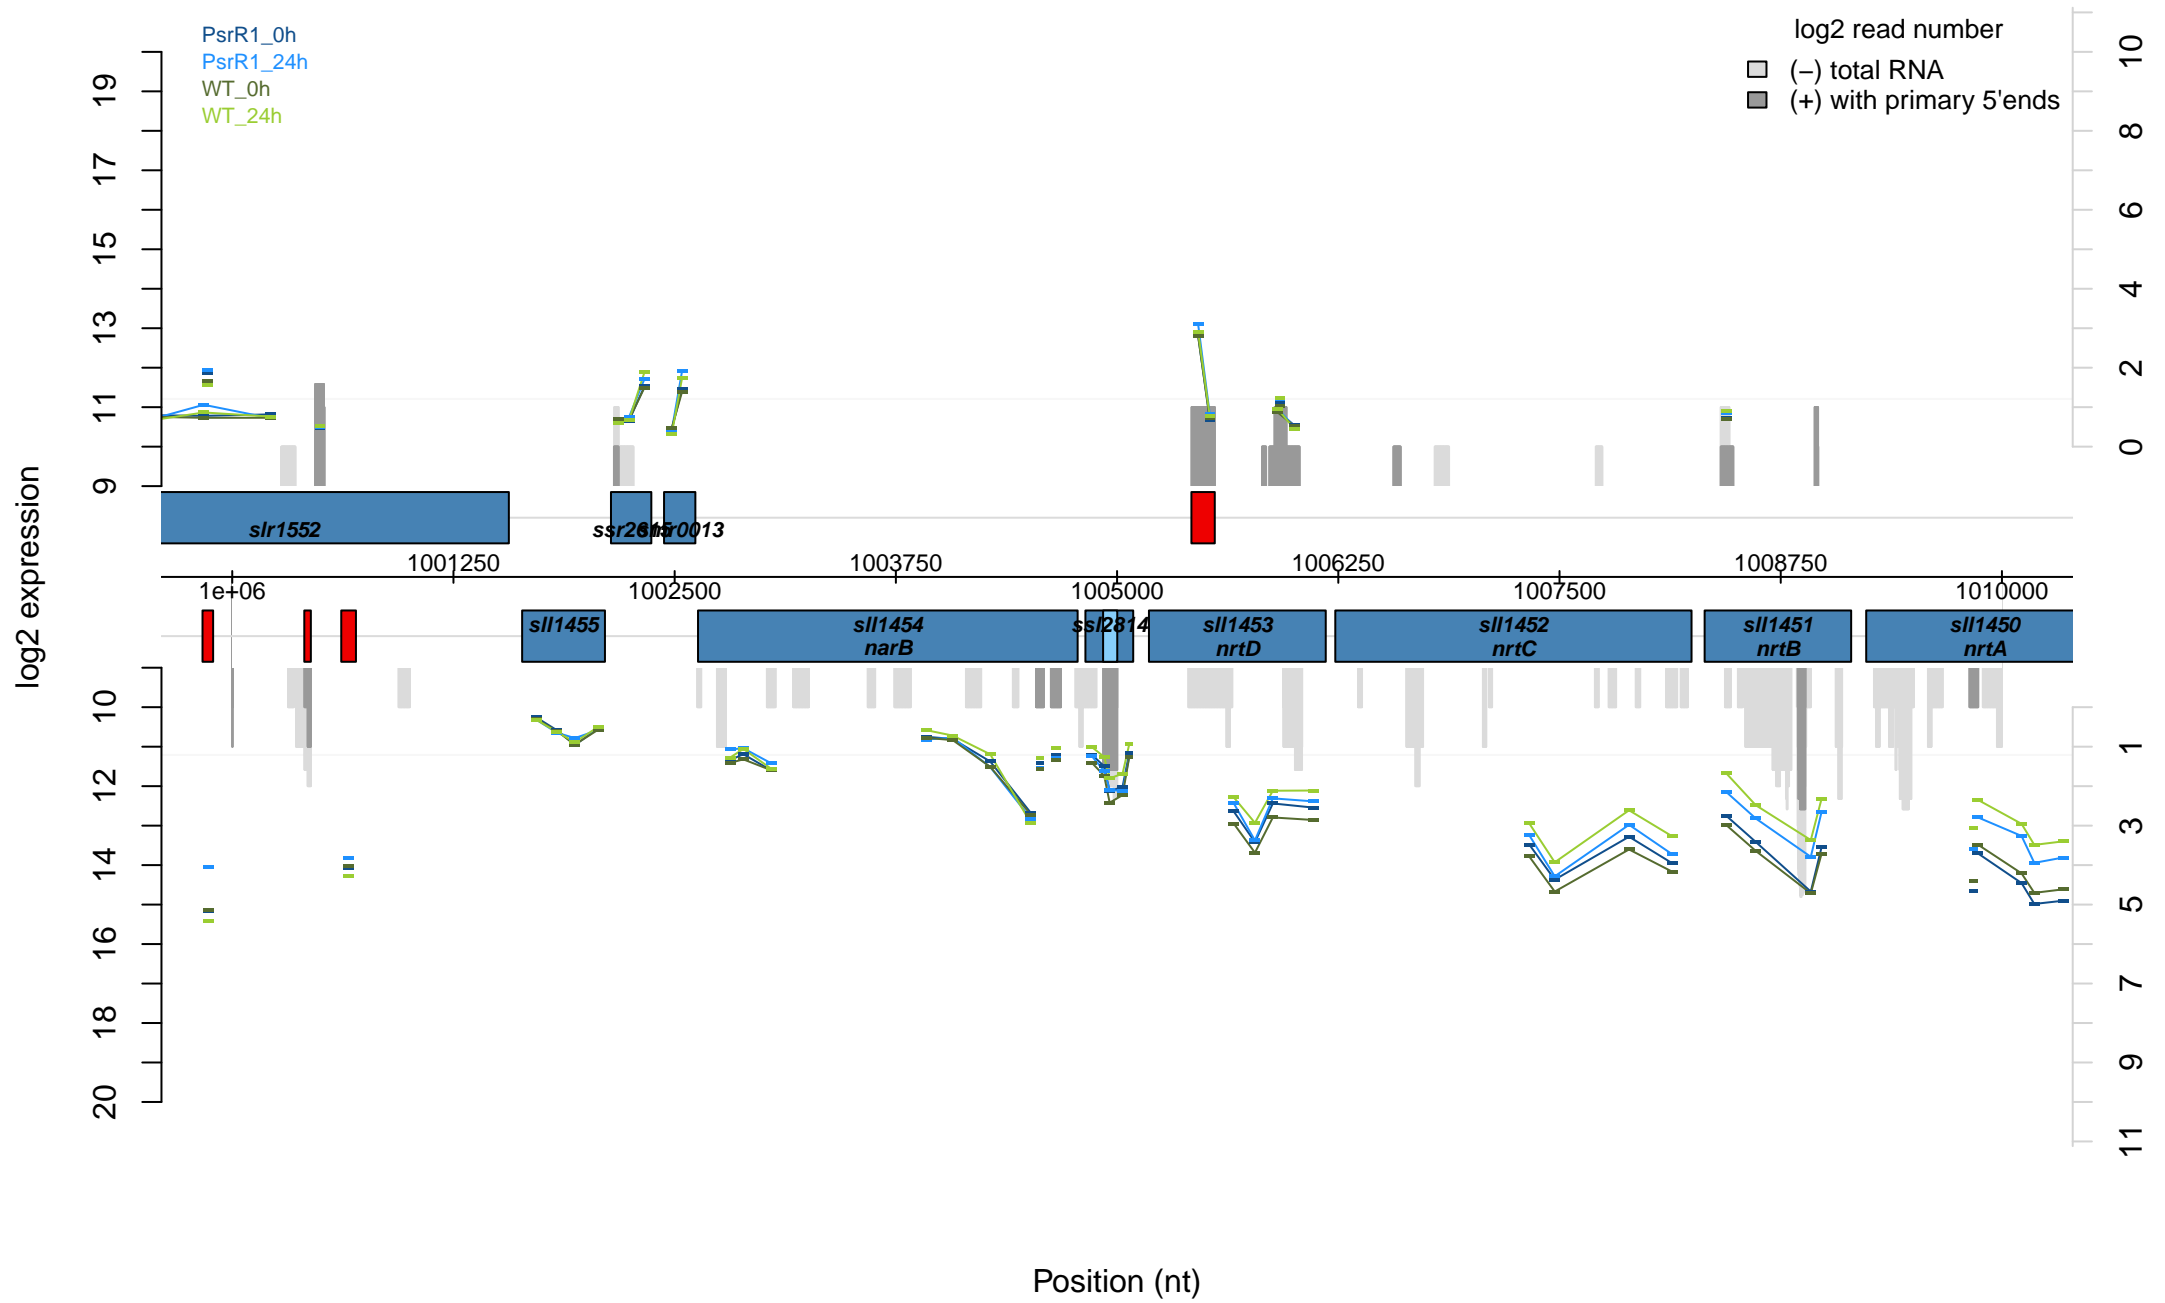 PsrR1_0h
PsrR1_24h
WT_0h
WT_24h
log2 read number
(−) total RNA
(+) with primary 5'ends
19
17
15
13
11
9
10
8
6
4
2
0
log2 expression
slr1552
ssr2615
smr0013
1001250
1003750
1006250
1008750
1e+06
1002500
1005000
1007500
1010000
sll1455
sll1454
narB
ssl2814
sll1453
nrtD
sll1452
nrtC
sll1451
nrtB
sll1450
nrtA
10
12
14
16
18
20
1
3
5
7
9
11
Position (nt)